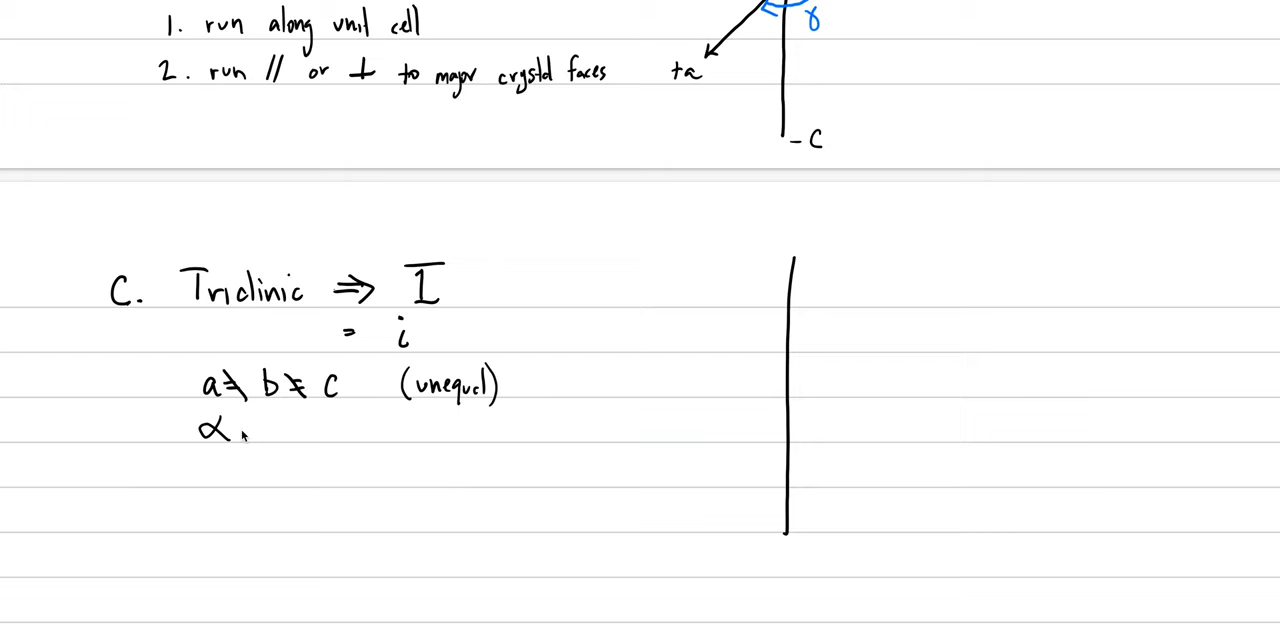 1. run along unit cell
2. run // or ⊥ to major crystal faces
γ
+a
-c
C. Triclinic ⇒ 1̅
= i
a ≠ b ≠ c (unequal)
α